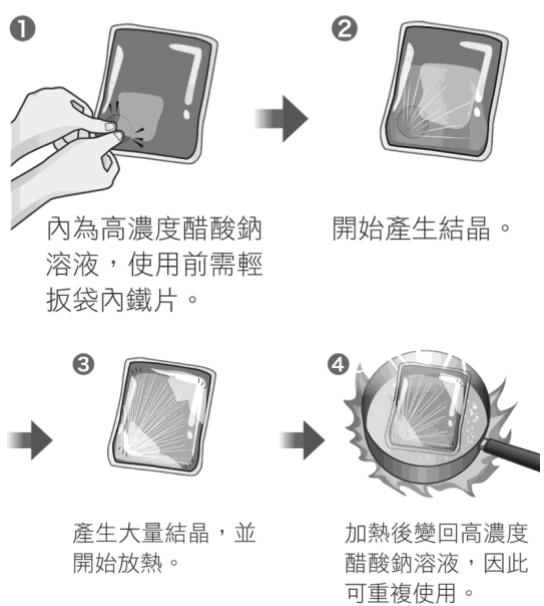 ❶
內為高濃度醋酸鈉
溶液，使用前需輕
扳袋內鐵片。
❷
開始產生結晶。
❸
產生大量結晶，並
開始放熱。
❹
加熱後變回高濃度
醋酸鈉溶液，因此
可重複使用。